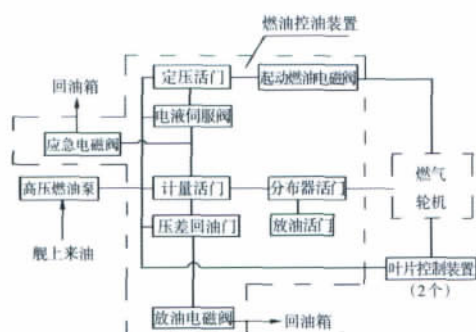 燃油控油装置
定压活门
起动燃油电磁阀
回油箱
电液伺服阀
应急电磁阀
高压燃油泵
计量活门
分布器活门
燃气
轮机
放油活门
压差回油门
舰上来油
叶片控制装置
(2个)
放油电磁阀
回油箱